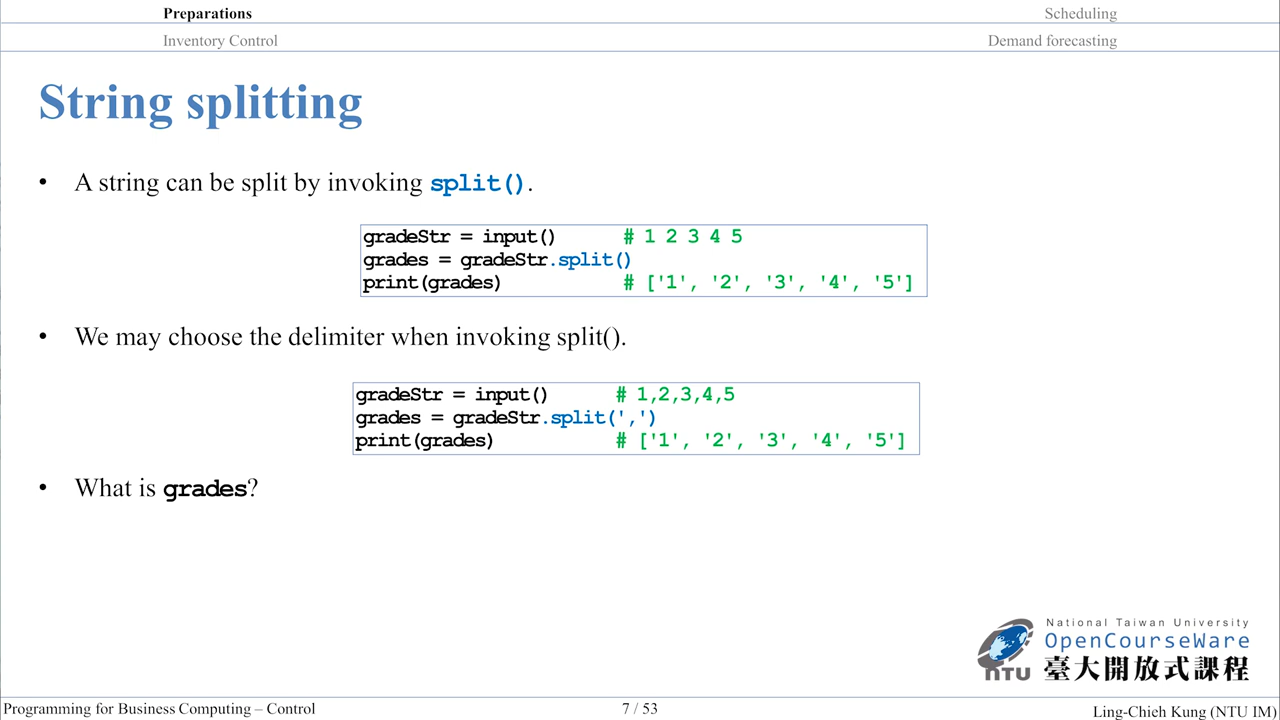 Preparations
Scheduling
Inventory Control
Demand forecasting
String splitting
• A string can be split by invoking split().
gradeStr = input() # 1 2 3 4 5
grades = gradeStr.split()
print(grades) # ['1', '2', '3', '4', '5']
• We may choose the delimiter when invoking split().
gradeStr = input() # 1,2,3,4,5
grades = gradeStr.split(',')
print(grades) # ['1', '2', '3', '4', '5']
• What is grades?
National Taiwan University
OpenCourseWare
NTU 臺大開放式課程
Programming for Business Computing – Control
7 / 53
Ling-Chieh Kung (NTU IM)